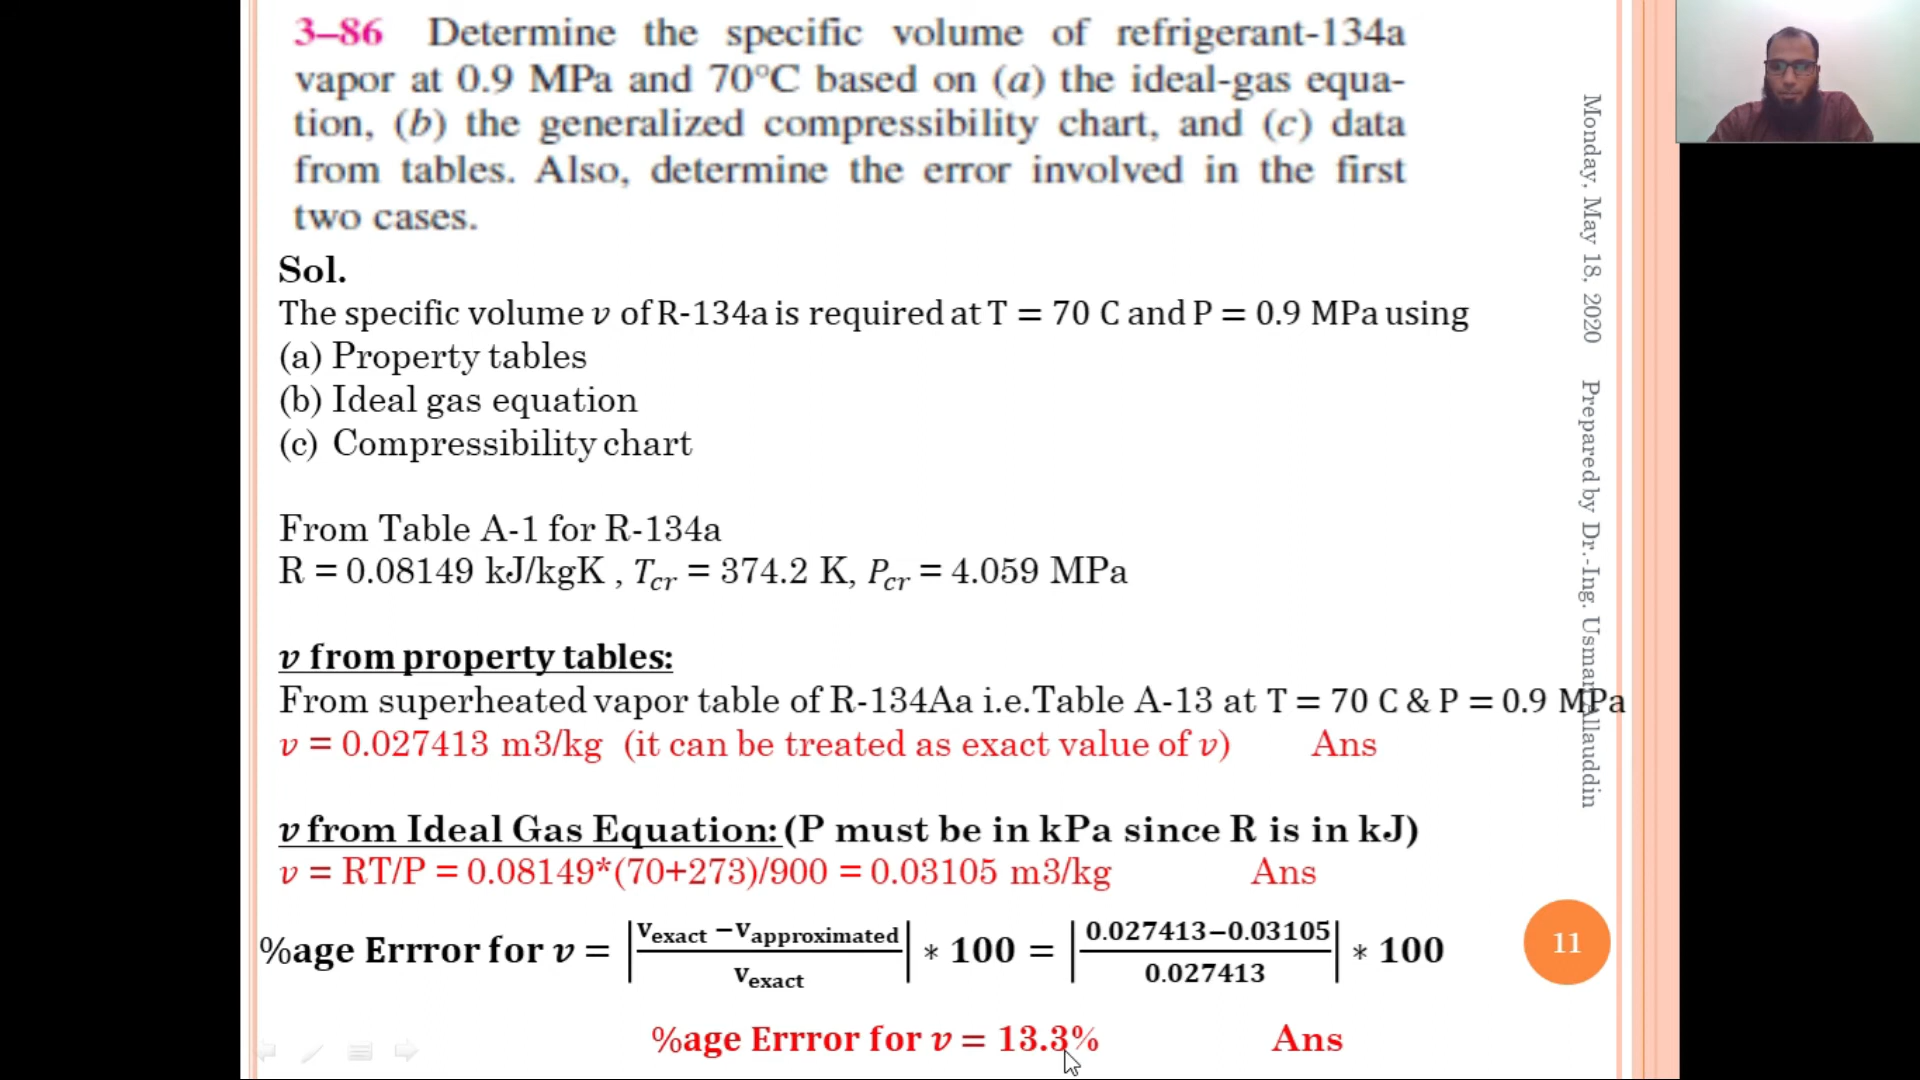 3–86 Determine the specific volume of refrigerant-134a
vapor at 0.9 MPa and 70°C based on (a) the ideal-gas equa-
tion, (b) the generalized compressibility chart, and (c) data
from tables. Also, determine the error involved in the first
two cases.
Sol.
The specific volume v of R-134a is required at T = 70 C and P = 0.9 MPa using
(a) Property tables
(b) Ideal gas equation
(c) Compressibility chart
From Table A-1 for R-134a
R = 0.08149 kJ/kgK , Tcr = 374.2 K, Pcr = 4.059 MPa
v from property tables:
From superheated vapor table of R-134Aa i.e.Table A-13 at T = 70 C & P = 0.9 MPa
v = 0.027413 m3/kg (it can be treated as exact value of v) Ans
v from Ideal Gas Equation: (P must be in kPa since R is in kJ)
v = RT/P = 0.08149*(70+273)/900 = 0.03105 m3/kg Ans
%age Errror for v = |(vexact −vapproximated)/vexact| * 100 = |(0.027413−0.03105)/0.027413| * 100
%age Errror for v = 13.3% Ans
Monday, May 18, 2020 Prepared by Dr.-Ing. Usman Allauddin
11